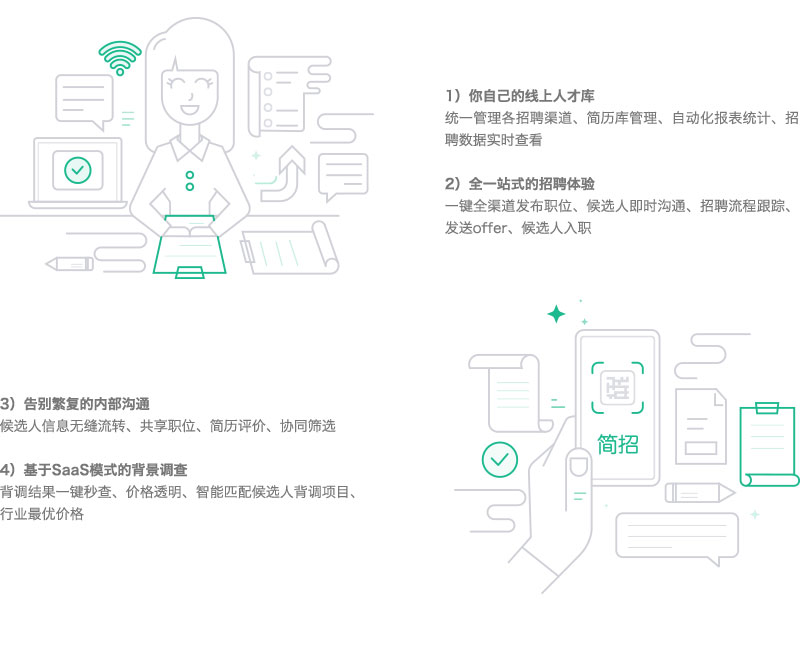 1）你自己的线上人才库
统一管理各招聘渠道、简历库管理、自动化报表统计、招
聘数据实时查看
2）全一站式的招聘体验
一键全渠道发布职位、候选人即时沟通、招聘流程跟踪、
发送offer、候选人入职
简招
3）告别繁复的内部沟通
候选人信息无缝流转、共享职位、简历评价、协同筛选
4）基于SaaS模式的背景调查
背调结果一键秒查、价格透明、智能匹配候选人背调项目、
行业最优价格